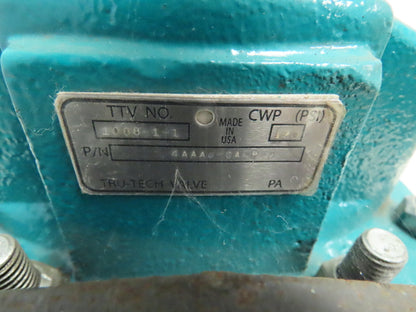 TTV NO. MADE IN USA CWP (PSI)
1008-1-1
P/N
TRU-TECH VALVE PA